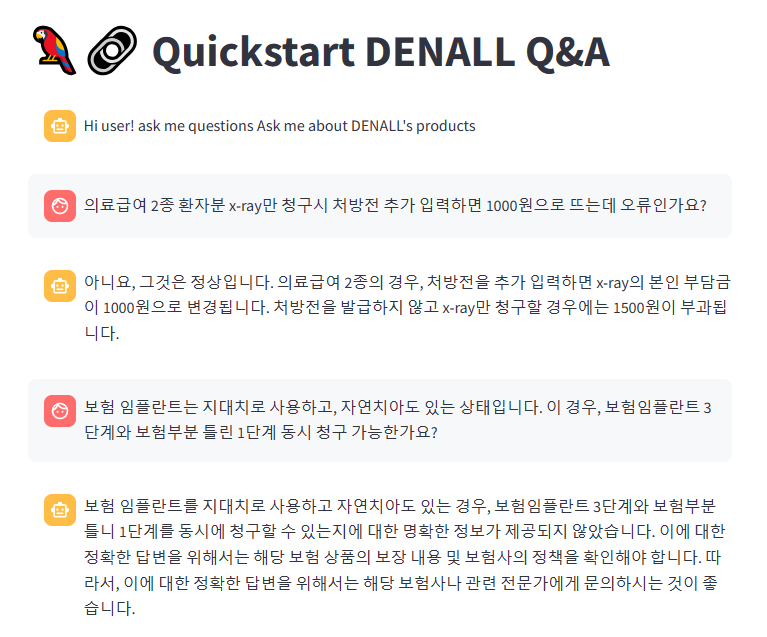 Quickstart DENALL Q&A
Hi user! ask me questions Ask me about DENALL's products
의료급여 2종 환자분 x-ray만 청구시 처방전 추가 입력하면 1000원으로 뜨는데 오류인가요?
아니요, 그것은 정상입니다. 의료급여 2종의 경우, 처방전을 추가 입력하면 x-ray의 본인 부담금
이 1000원으로 변경됩니다. 처방전을 발급하지 않고 x-ray만 청구할 경우에는 1500원이 부과됩
니다.
보험 임플란트는 지대치로 사용하고, 자연치아도 있는 상태입니다. 이 경우, 보험임플란트 3
단계와 보험부분 틀린 1단계 동시 청구 가능한가요?
보험 임플란트를 지대치로 사용하고 자연치아도 있는 경우, 보험임플란트 3단계와 보험부분
틀니 1단계를 동시에 청구할 수 있는지에 대한 명확한 정보가 제공되지 않았습니다. 이에 대한
정확한 답변을 위해서는 해당 보험 상품의 보장 내용 및 보험사의 정책을 확인해야 합니다. 따
라서, 이에 대한 정확한 답변을 위해서는 해당 보험사나 관련 전문가에게 문의하시는 것이 좋
습니다.